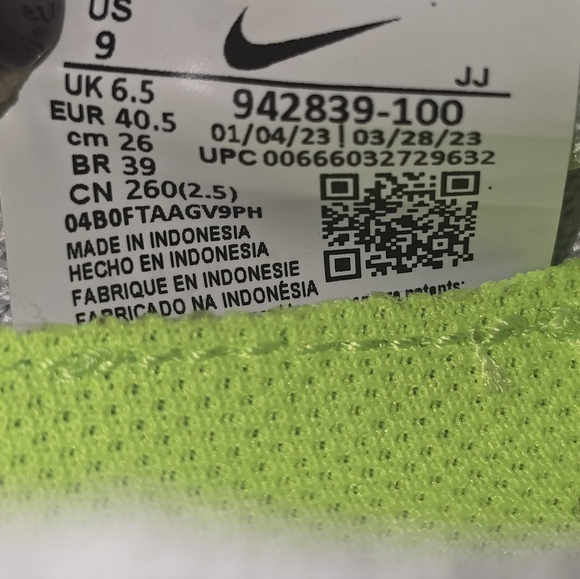 US
9
JJ
UK 6.5
EUR 40.5
cm 26
BR 39
CN 260(2.5)
942839-100
01/04/23 | 03/28/23
UPC 00666032729632
04B0FTAAGV9PH
MADE IN INDONESIA
HECHO EN INDONESIA
FABRIQUE EN INDONESIE
FABRICADO NA INDONÉSIA
patents: